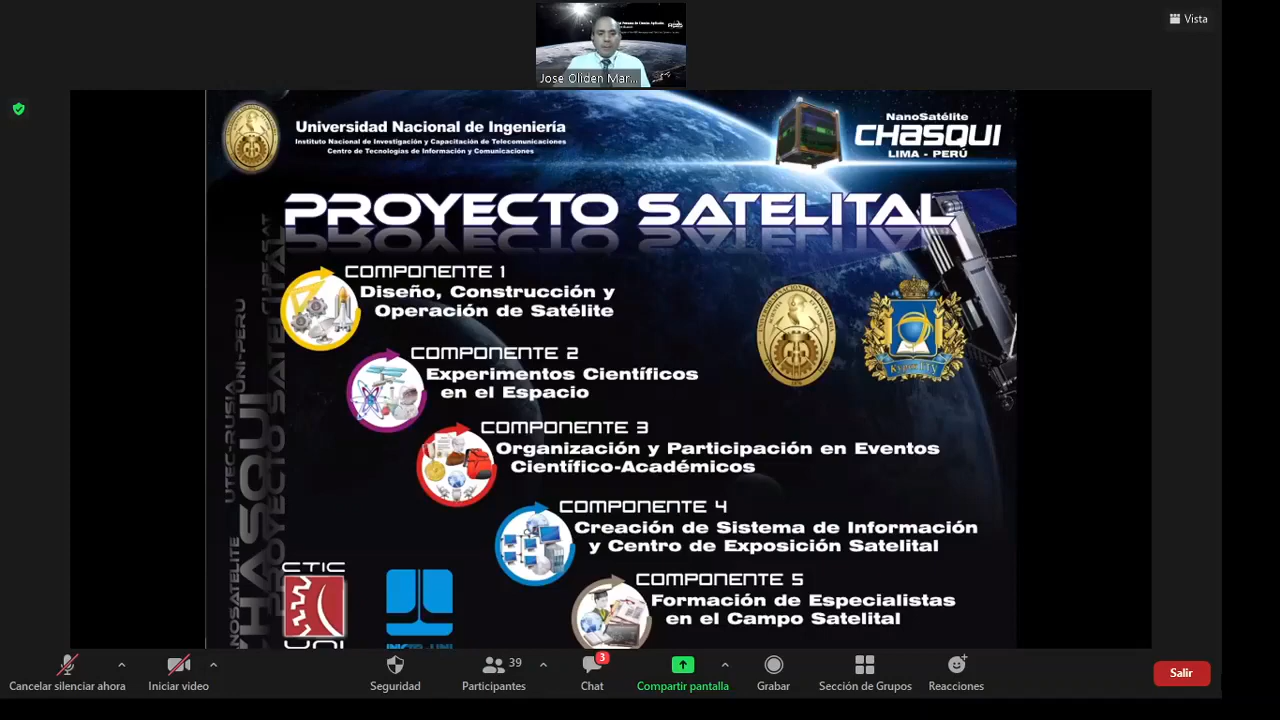 Vista
Jose Oliden Mar...
Universidad Nacional de Ingeniería
Instituto Nacional de Investigación y Capacitación de Telecomunicaciones
Centro de Tecnologías de Información y Comunicaciones
NanoSatélite
CHASQUI
LIMA - PERÚ
PROYECTO SATELITAL
COMPONENTE 1
Diseño, Construcción y
Operación de Satélite
COMPONENTE 2
Experimentos Científicos
en el Espacio
COMPONENTE 3
Organización y Participación en Eventos
Científico-Académicos
COMPONENTE 4
Creación de Sistema de Información
y Centro de Exposición Satelital
COMPONENTE 5
Formación de Especialistas
en el Campo Satelital
PROYECTO SATELITAL
CHASQUI
CTIC
UNI
Cancelar silenciar ahora
Iniciar video
Seguridad
39
Participantes
3
Chat
Compartir pantalla
Grabar
Sección de Grupos
Reacciones
Salir